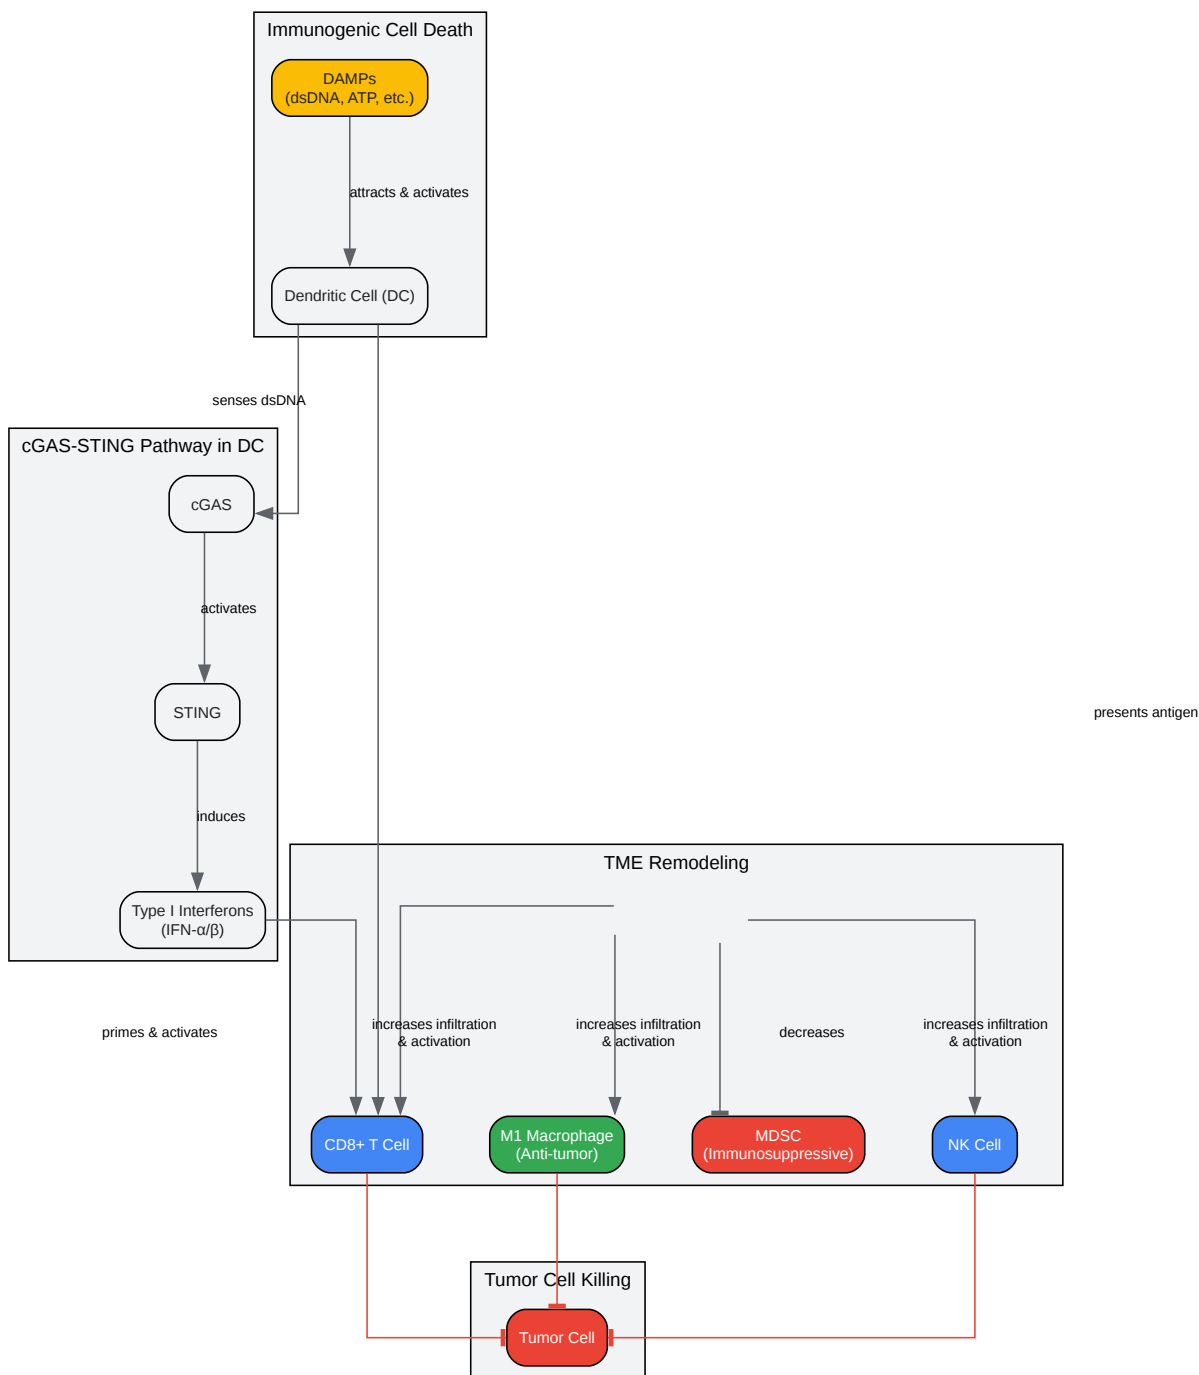 Immunogenic Cell Death
DAMPs
(dsDNA, ATP, etc.)
attracts & activates
Dendritic Cell (DC)
senses dsDNA
cGAS-STING Pathway in DC
cGAS
activates
STING
presents antigen
induces
TME Remodeling
Type I Interferons
(IFN-α/β)
primes & activates
increases infiltration
& activation
increases infiltration
& activation
decreases
increases infiltration
& activation
CD8+ T Cell
M1 Macrophage
(Anti-tumor)
MDSC
(Immunosuppressive)
NK Cell
Tumor Cell Killing
Tumor Cell